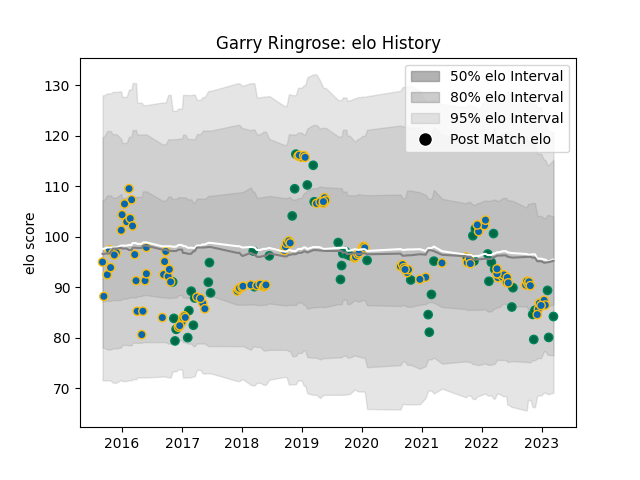 Garry Ringrose: elo History
50% elo Interval
80% elo Interval
95% elo Interval
Post Match elo
elo score
130
120
110
100
90
80
70
2016 2017 2018 2019 2020 2021 2022 2023